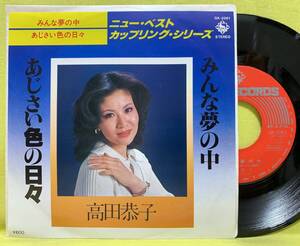 みんな夢の中
あじさい色の日々
ニュー・ベスト
カップリング・シリーズ
STEREO
みんな夢の中
あじさい色の日々
高田恭子
¥600
RECORDS